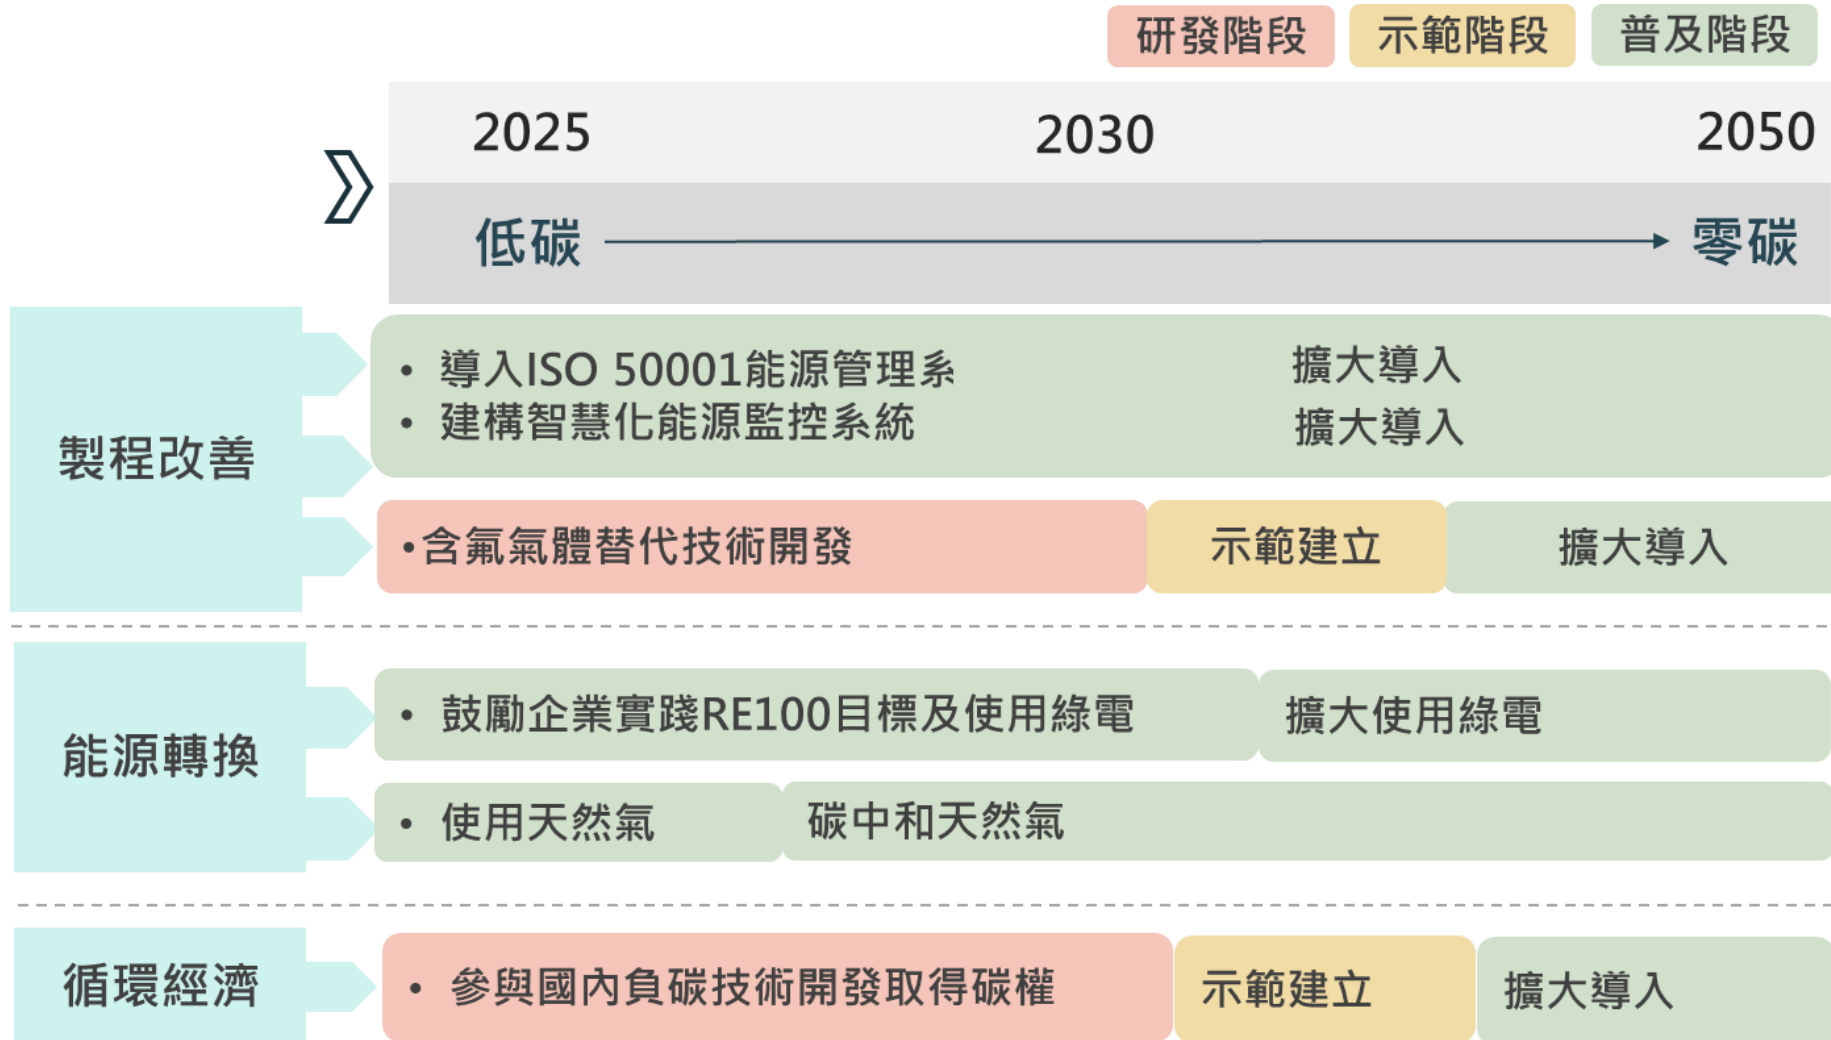 研發階段 示範階段 普及階段
2025 2030 2050
低碳 零碳
製程改善
• 導入ISO 50001能源管理系 擴大導入
• 建構智慧化能源監控系統 擴大導入
•含氟氣體替代技術開發 示範建立 擴大導入
能源轉換
• 鼓勵企業實踐RE100目標及使用綠電 擴大使用綠電
• 使用天然氣 碳中和天然氣
循環經濟
• 參與國內負碳技術開發取得碳權 示範建立 擴大導入